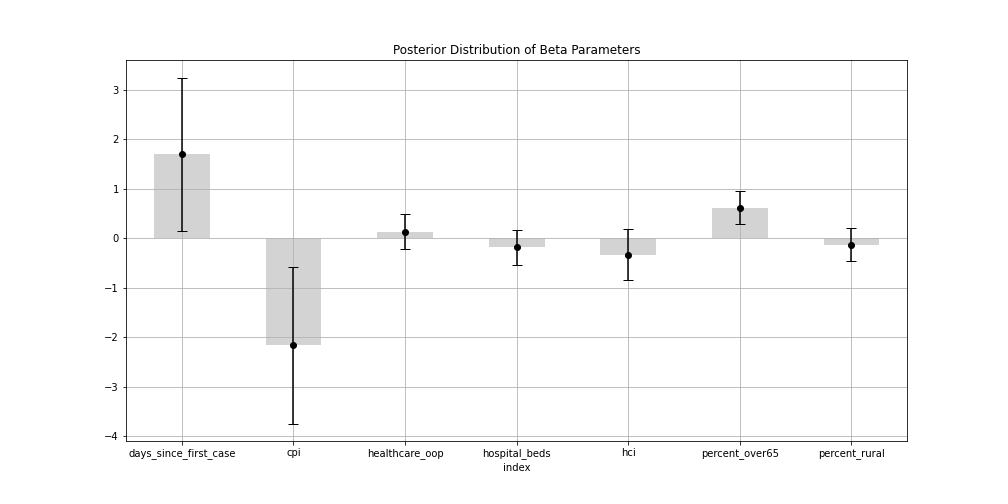 Posterior Distribution of Beta Parameters
3
2
1
0
−1
−2
−3
−4
days_since_first_case cpi healthcare_oop hospital_beds hci percent_over65 percent_rural
index